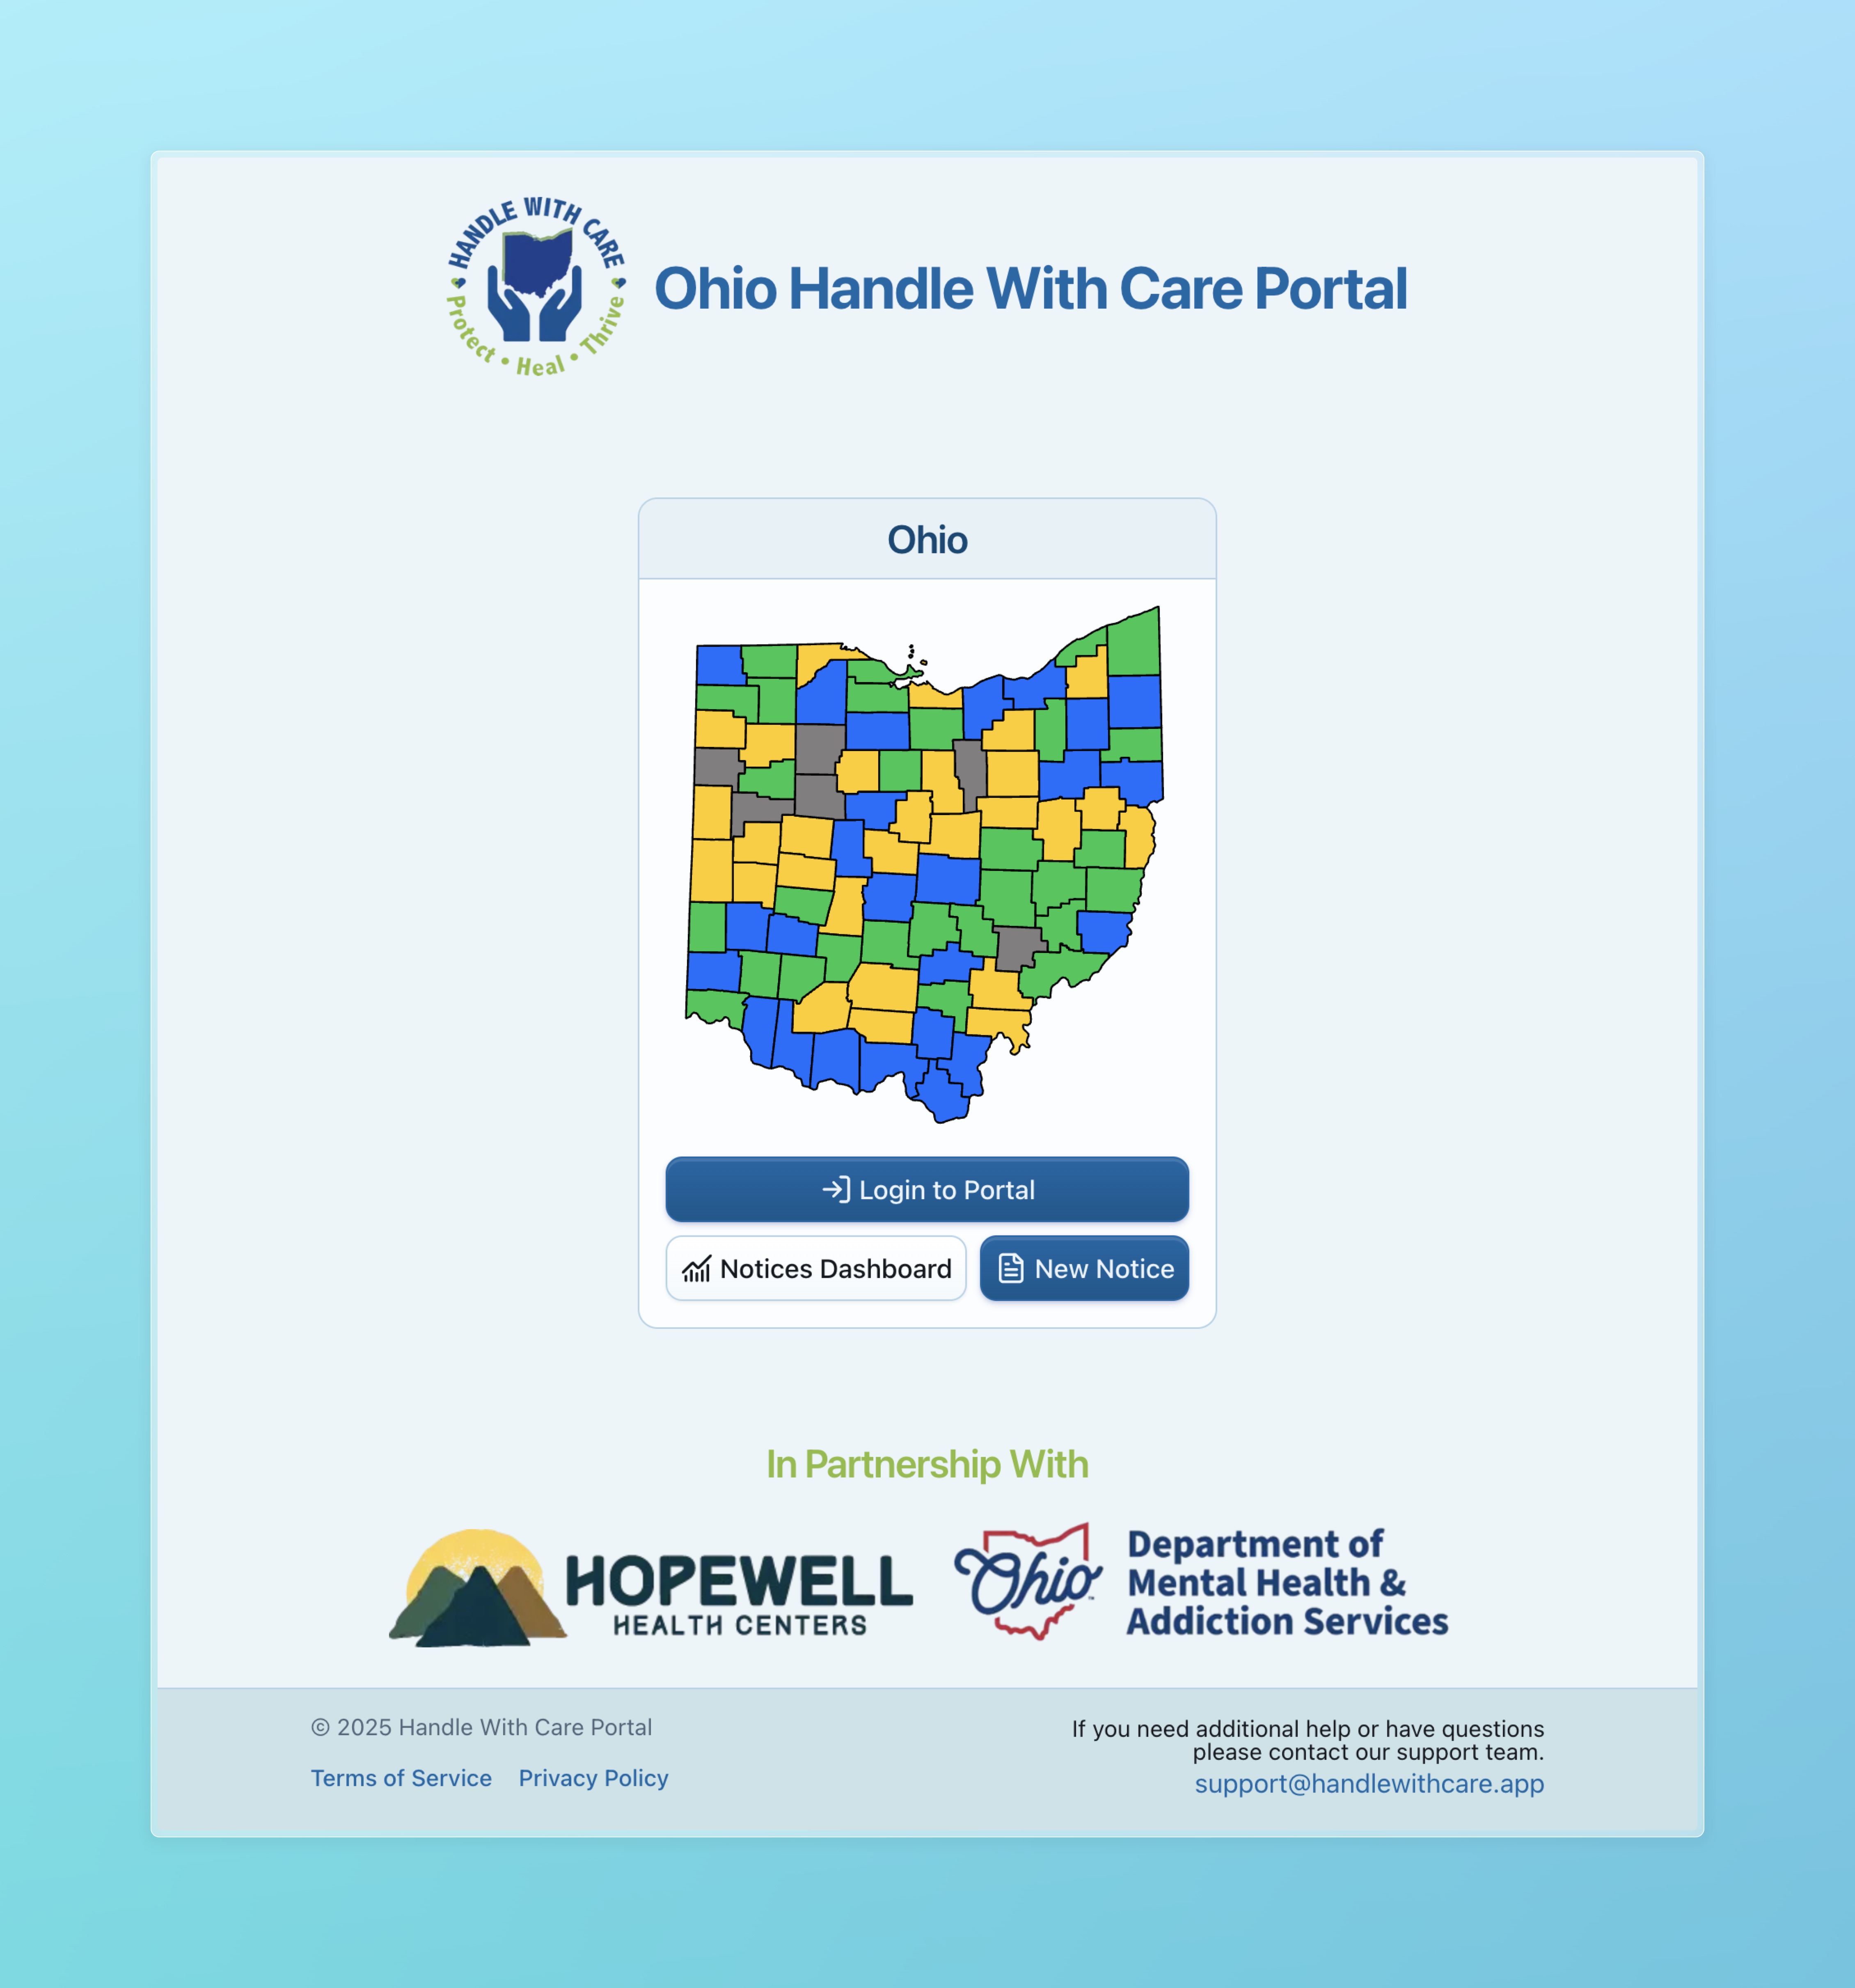 HANDLE WITH CARE
Protect • Heal • Thrive
Ohio Handle With Care Portal
Ohio
Login to Portal
Notices Dashboard
New Notice
In Partnership With
HOPEWELL
HEALTH CENTERS
Ohio
Department of
Mental Health &
Addiction Services
© 2025 Handle With Care Portal
Terms of Service
Privacy Policy
If you need additional help or have questions
please contact our support team.
support@handlewithcare.app